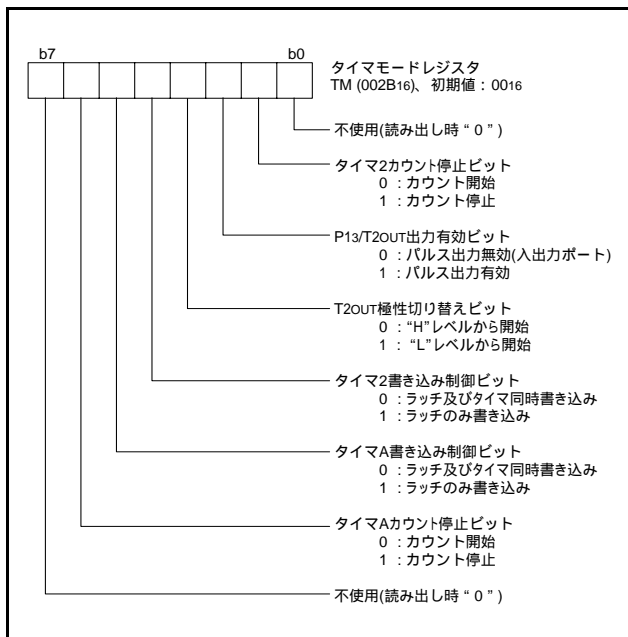 b7 b0
タイマモードレジスタ
TM (002B16)、初期値：0016
不使用(読み出し時“0”)
タイマ2カウント停止ビット
0 ：カウント開始
1 ：カウント停止
P13/T2OUT出力有効ビット
0 ：パルス出力無効(入出力ポート)
1 ：パルス出力有効
T2OUT極性切り替えビット
0 ：“H”レベルから開始
1 ：“L”レベルから開始
タイマ2書き込み制御ビット
0 ：ラッチ及びタイマ同時書き込み
1 ：ラッチのみ書き込み
タイマA書き込み制御ビット
0 ：ラッチ及びタイマ同時書き込み
1 ：ラッチのみ書き込み
タイマAカウント停止ビット
0 ：カウント開始
1 ：カウント停止
不使用(読み出し時“0”)